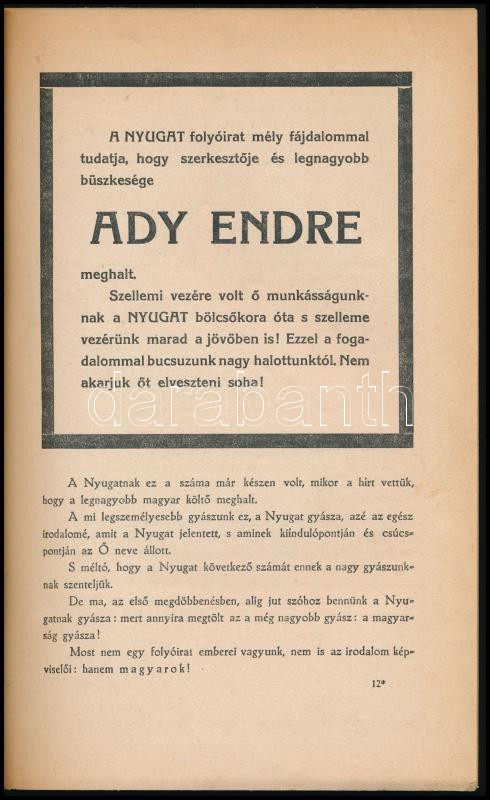 A NYUGAT folyóirat mély fájdalommal
tudatja, hogy szerkesztője és legnagyobb
büszkesége
ADY ENDRE
meghalt.
Szellemi vezére volt ő munkásságunk-
nak a NYUGAT bölcsőkora óta s szelleme
vezérünk marad a jövőben is! Ezzel a foga-
dalommal bucsuzunk nagy halottunktól. Nem
akarjuk őt elveszteni soha!
darabanth
A Nyugatnak ez a száma már készen volt, mikor a hírt vettük,
hogy a legnagyobb magyar költő meghalt.
A mi legszemélyesebb gyászunk ez, a Nyugat gyásza, azé az egész
irodalomé, amit a Nyugat jelentett, s aminek kiindulópontján és csúcs-
pontján az Ő neve állott.
S méltó, hogy a Nyugat következő számát ennek a nagy gyászunk-
nak szenteljük.
De ma, az első megdöbbenésben, alig jut szóhoz bennünk a Nyu-
gatnak gyásza: mert annyira megtölt az a még nagyobb gyász: a magyar-
ság gyásza!
Most nem egy folyóirat emberei vagyunk, nem is az irodalom kép-
viselői: hanem magyarok!
12*